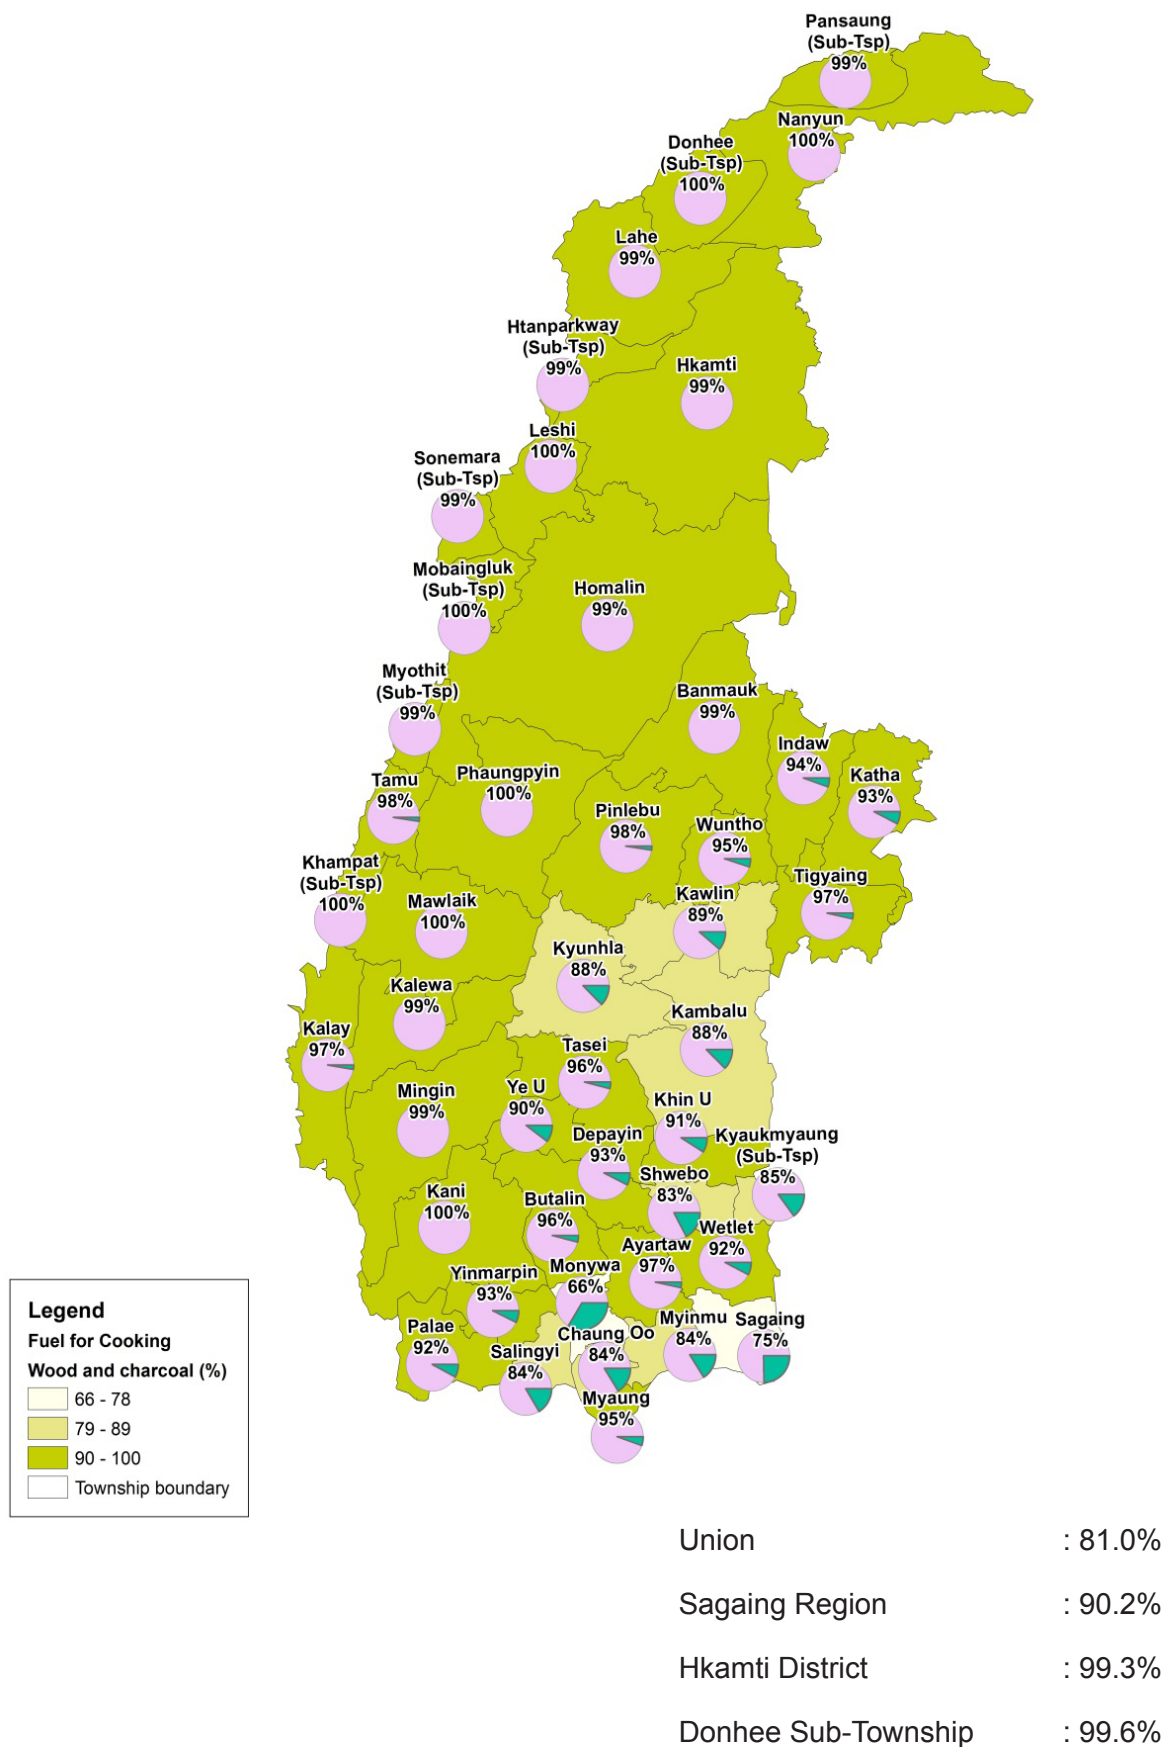 Pansaung
(Sub-Tsp)
99%
Nanyun
100%
Donhee
(Sub-Tsp)
100%
Lahe
99%
Htanparkway
(Sub-Tsp)
99%
Hkamti
99%
Leshi
100%
Sonemara
(Sub-Tsp)
99%
Mobaingluk
(Sub-Tsp)
100%
Homalin
99%
Myothit
(Sub-Tsp)
99%
Banmauk
99%
Indaw
94%
Katha
93%
Tamu
98%
Phaungpyin
100%
Pinlebu
98%
Wuntho
95%
Khampat
(Sub-Tsp)
100%
Mawlaik
100%
Kawlin
89%
Tigyaing
97%
Kyunhla
88%
Kalewa
99%
Kambalu
88%
Kalay
97%
Tasei
96%
Mingin
99%
Ye U
90%
Khin U
91%
Depayin
93%
Kyaukmyaung
(Sub-Tsp)
85%
Shwebo
83%
Kani
100%
Butalin
96%
Wetlet
92%
Ayartaw
97%
Yinmarpin
93%
Monywa
66%
Palae
92%
Salingyi
84%
Chaung Oo
84%
Myinmu
84%
Sagaing
75%
Myaung
95%
Legend
Fuel for Cooking
Wood and charcoal (%)
66 - 78
79 - 89
90 - 100
Township boundary
Union : 81.0%
Sagaing Region : 90.2%
Hkamti District : 99.3%
Donhee Sub-Township : 99.6%